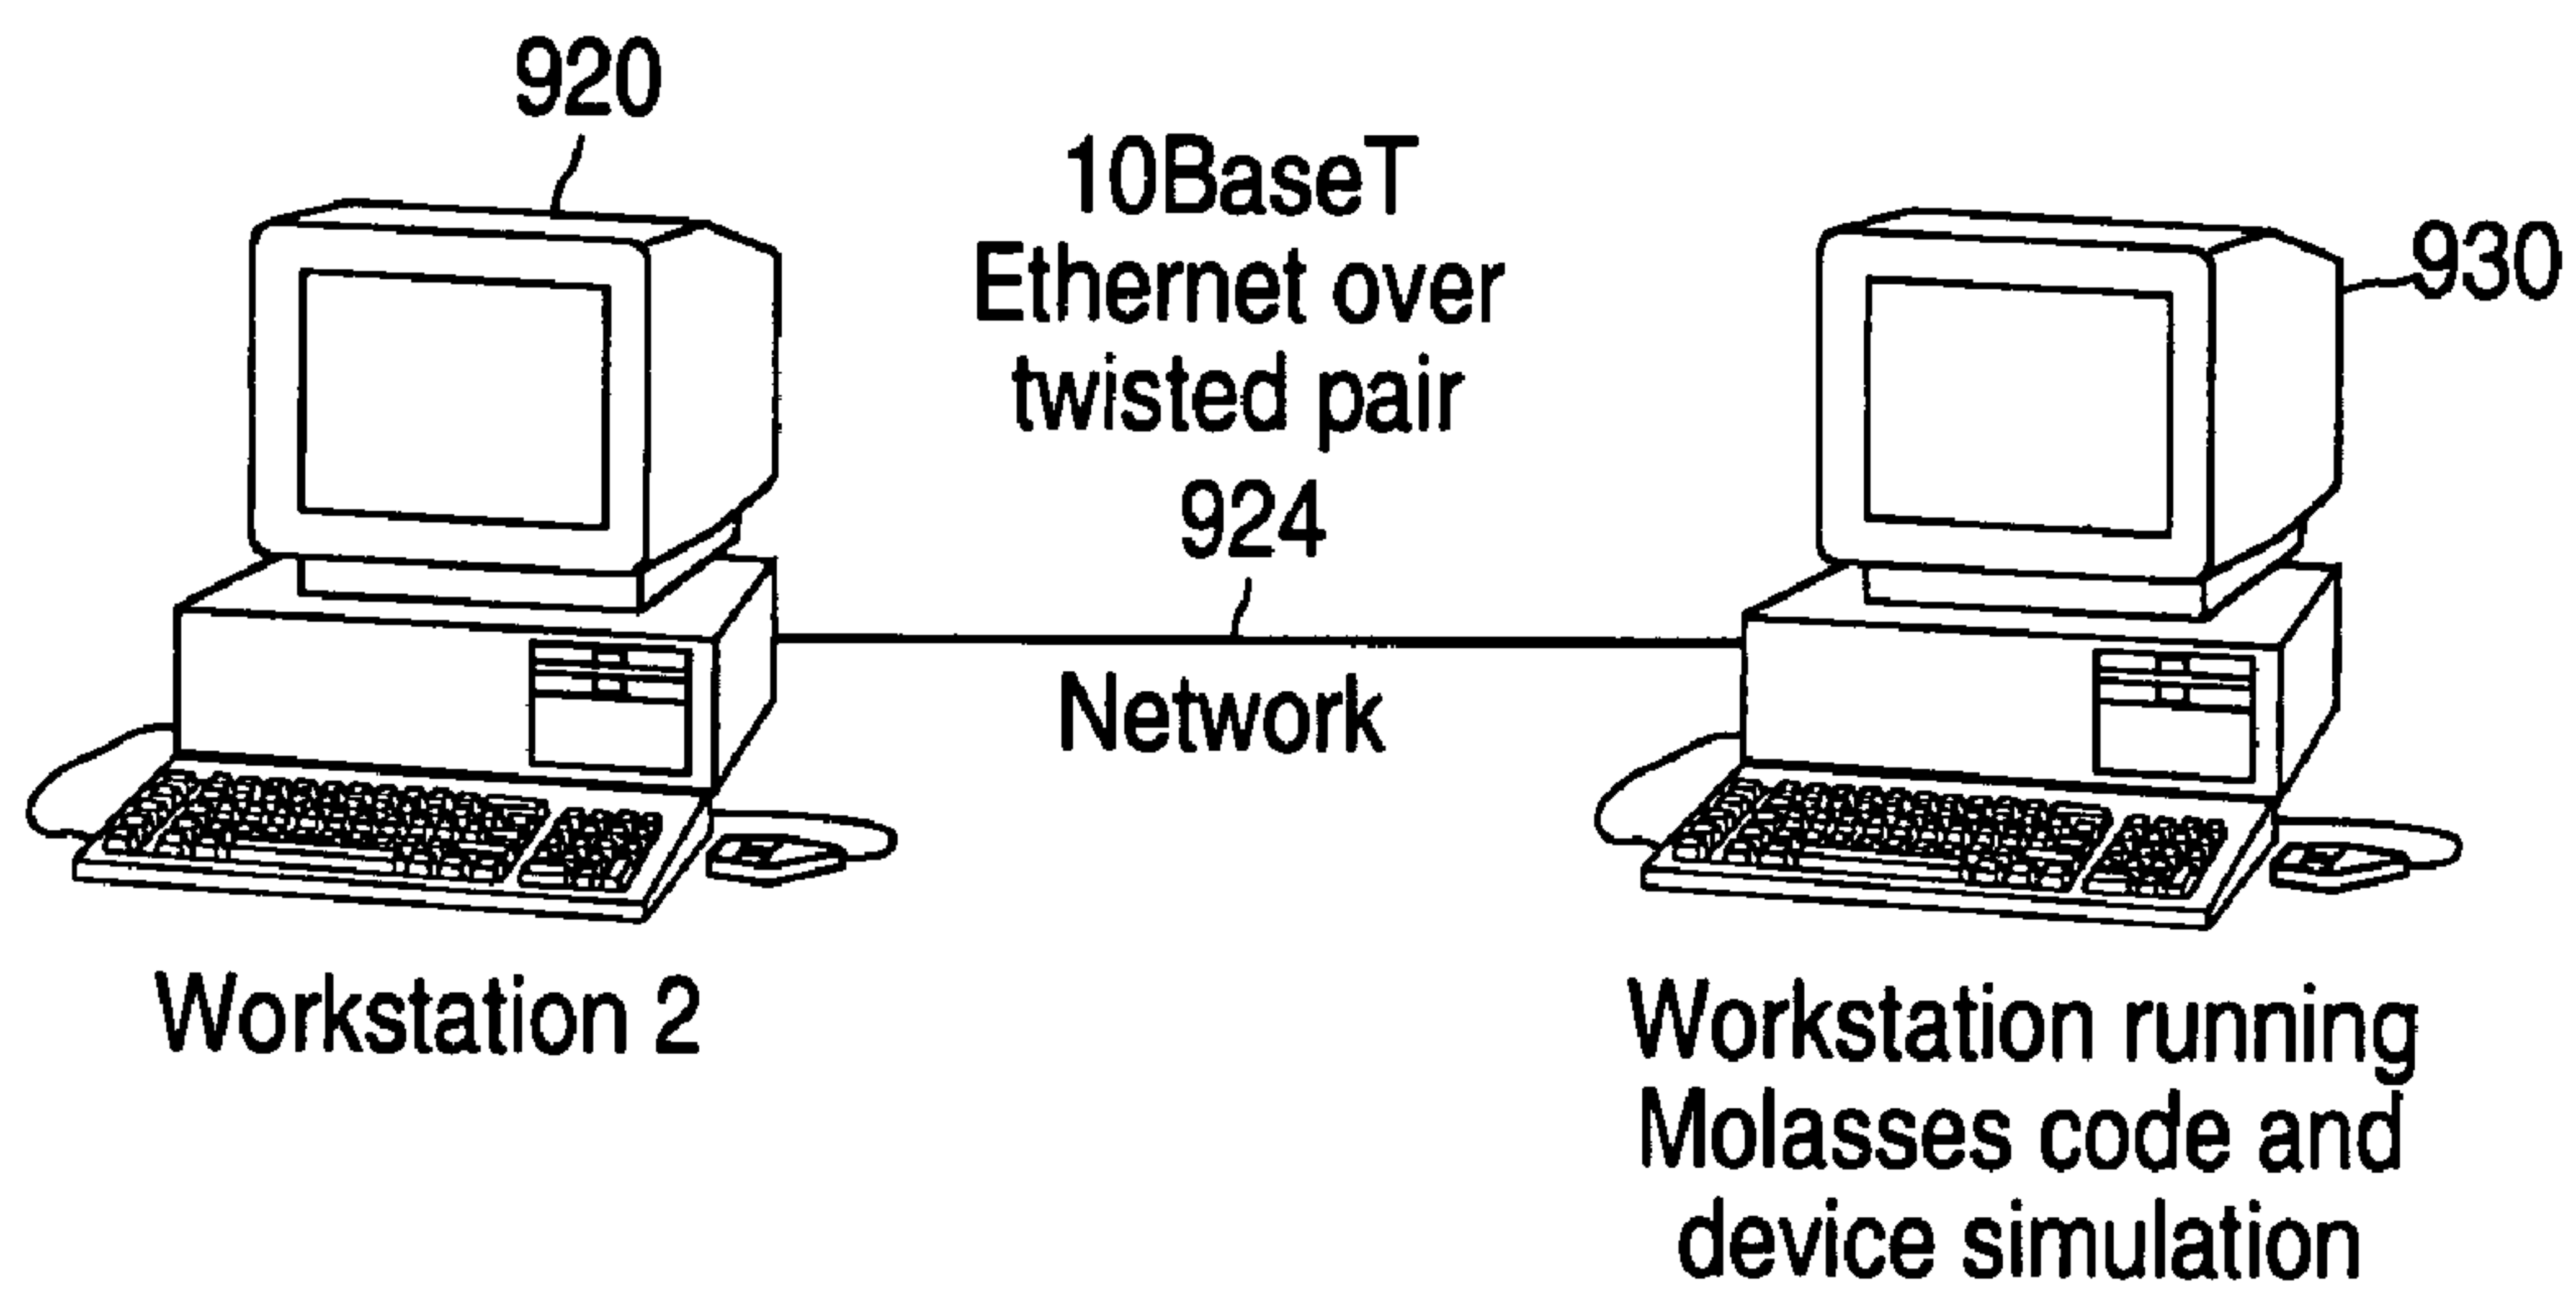 920
10BaseT
Ethernet over
twisted pair
930
924
Network
Workstation 2
Workstation running
Molasses code and
device simulation